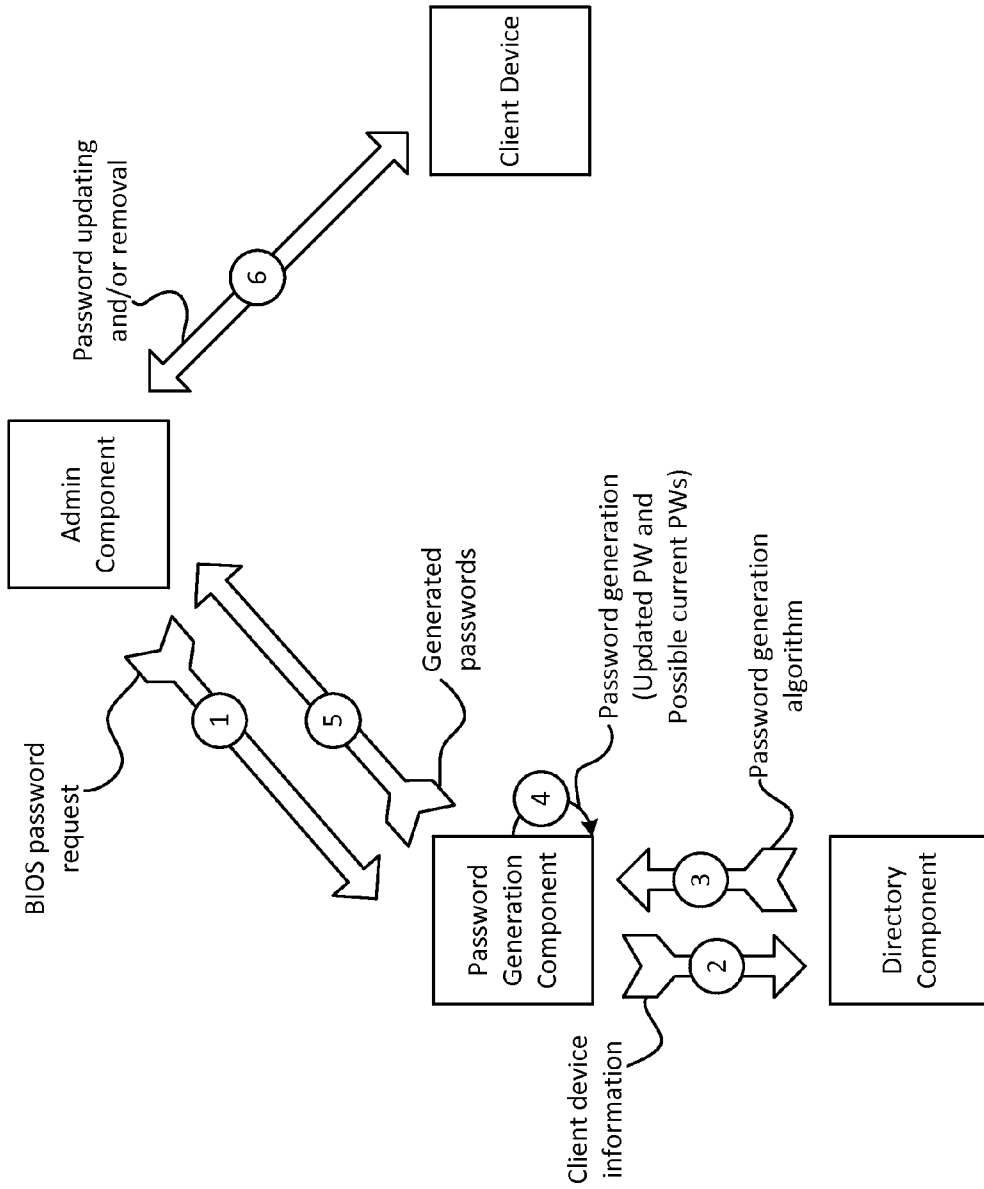 Admin
Component
Password updating
and/or removal
6
Client Device
BIOS password
request
1
5
Generated
passwords
Password
Generation
Component
4
Password generation
(Updated PW and
Possible current PWs)
Client device
information
2
3
Password generation
algorithm
Directory
Component